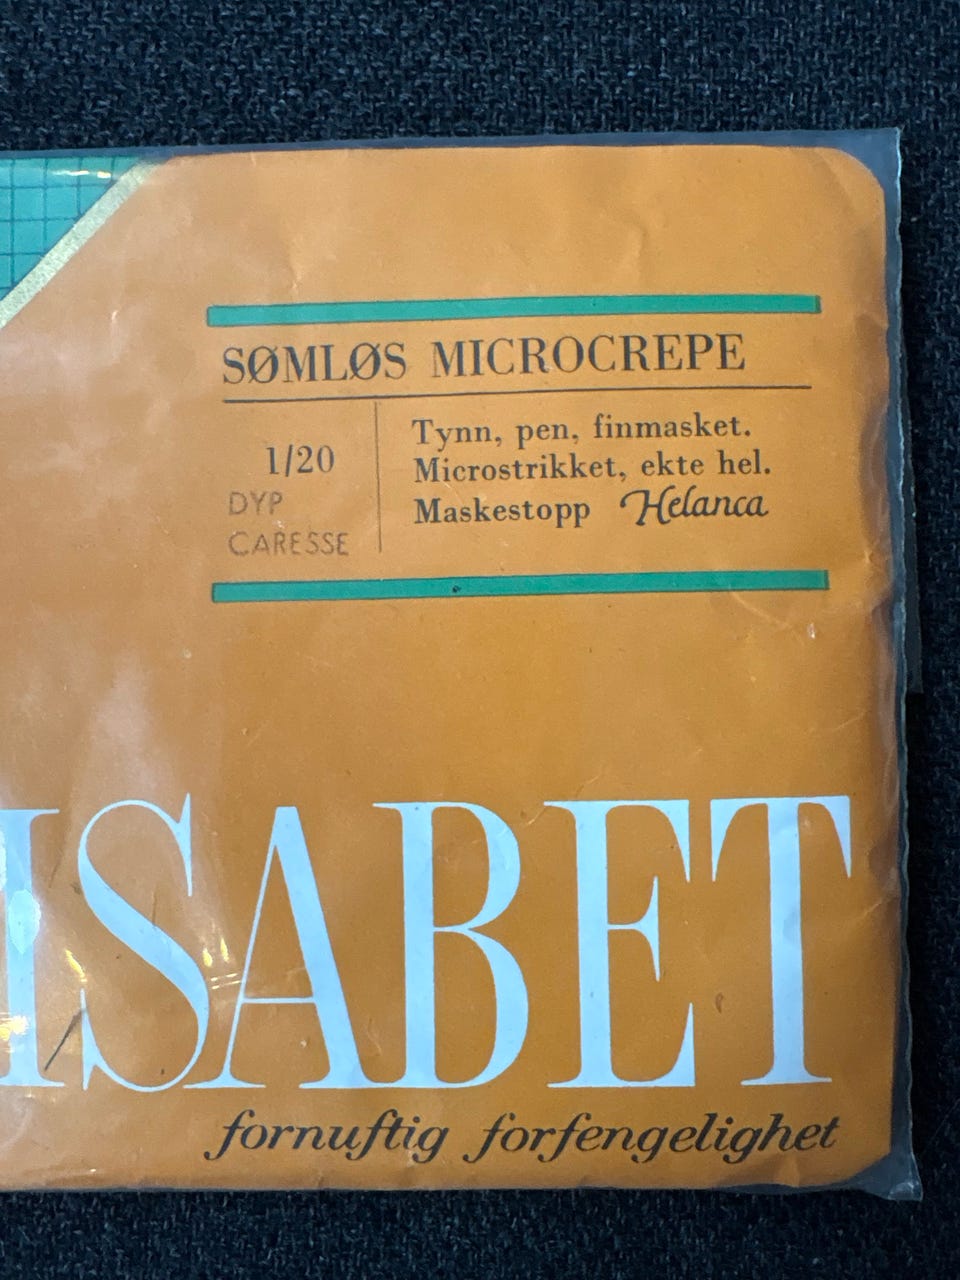 SØMLØS MICROCREPE
1/20
DYP
CARESSE
Tynn, pen, finmasket.
Microstrikket, ekte hel.
Maskestopp Helanca
ISABET
fornuftig forfengelighet